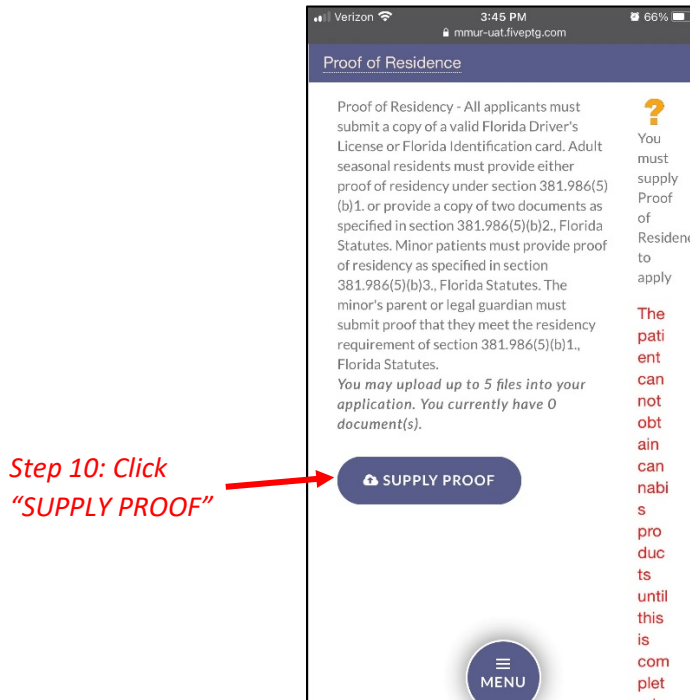 Verizon 3:45 PM 66%
mmur-uat.fiveptg.com
Proof of Residence
Proof of Residency - All applicants must
submit a copy of a valid Florida Driver's
License or Florida Identification card. Adult
seasonal residents must provide either
proof of residency under section 381.986(5)
(b)1. or provide a copy of two documents as
specified in section 381.986(5)(b)2., Florida
Statutes. Minor patients must provide proof
of residency as specified in section
381.986(5)(b)3., Florida Statutes. The
minor's parent or legal guardian must
submit proof that they meet the residency
requirement of section 381.986(5)(b)1.,
Florida Statutes.
You may upload up to 5 files into your
application. You currently have 0
document(s).
SUPPLY PROOF
Step 10: Click
“SUPPLY PROOF”
?
You
must
supply
Proof
of
Residenc
to
apply
The
pati
ent
can
not
obt
ain
can
nabi
s
pro
duc
ts
until
this
is
com
plet
MENU